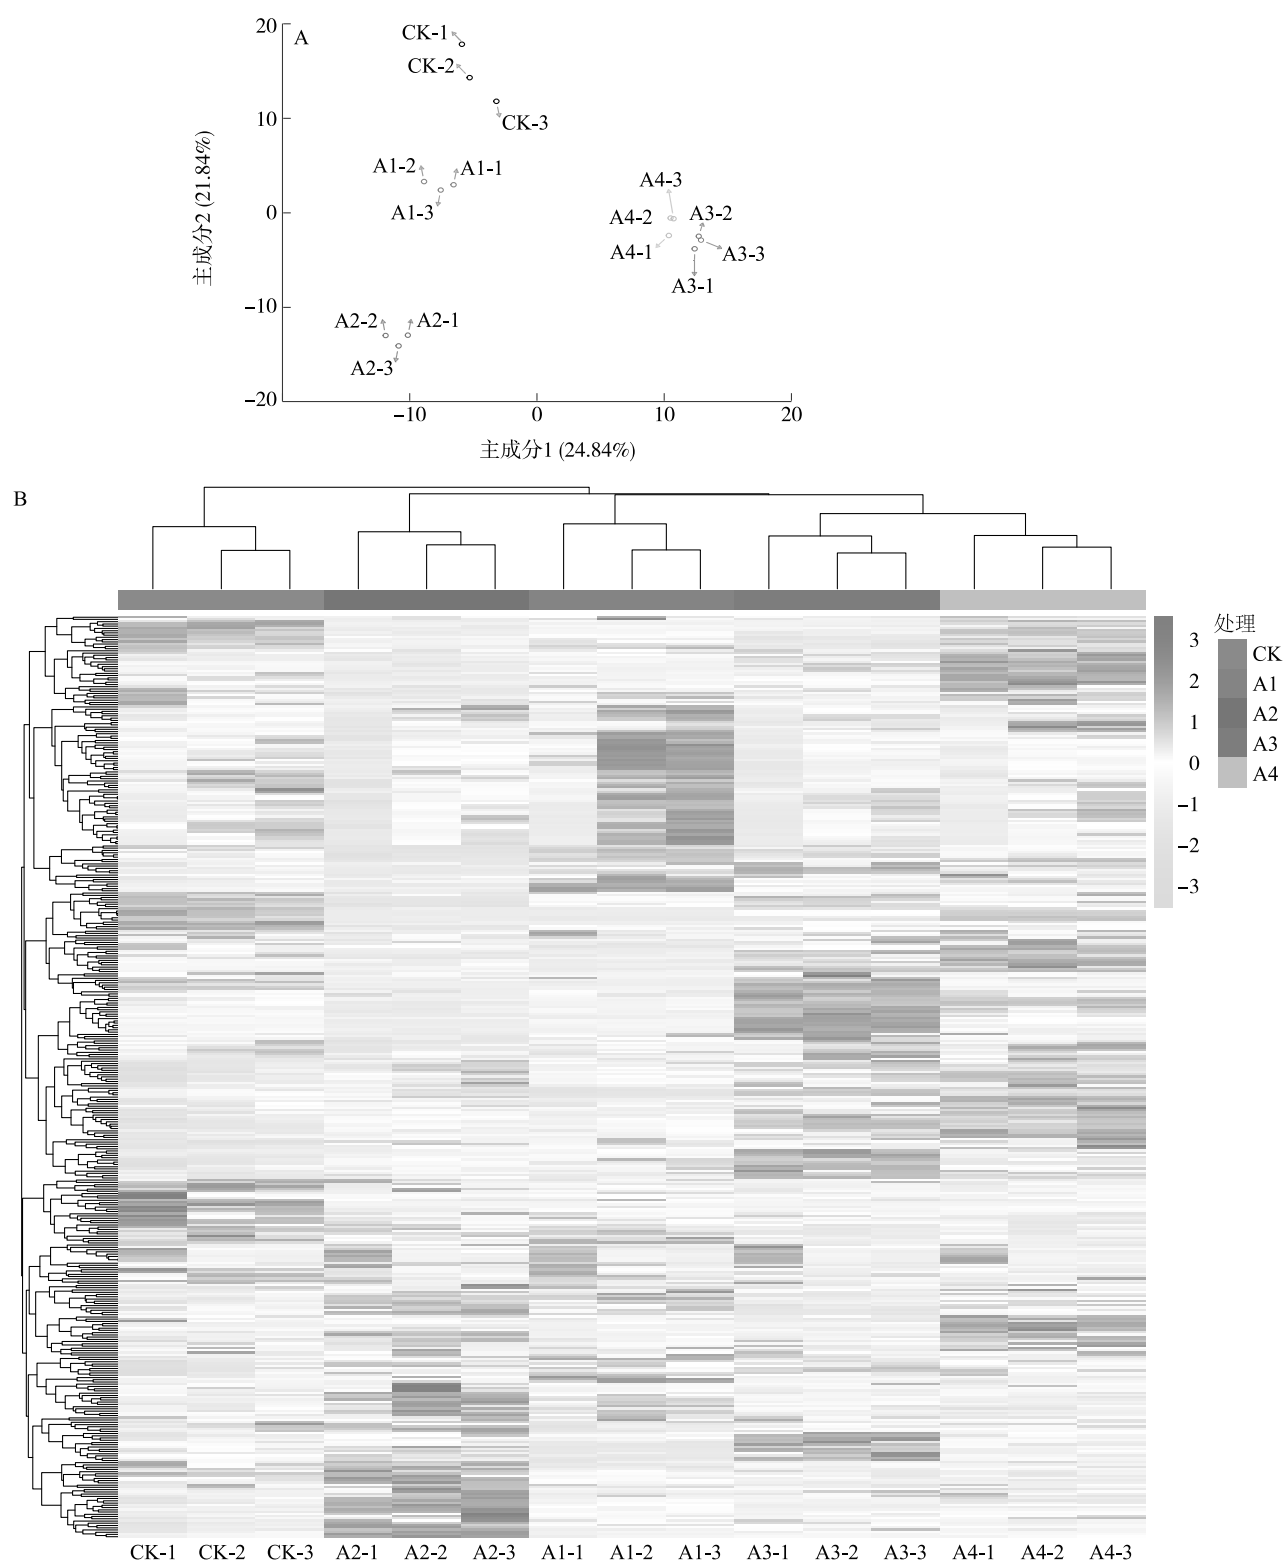 A
20
10
0
−10
−20
主成分2 (21.84%)
CK-1
CK-2
CK-3
A1-2
A1-1
A1-3
A4-3
A4-2
A3-2
A4-1
A3-3
A3-1
A2-2
A2-1
A2-3
−10
0
10
20
主成分1 (24.84%)
B
3
2
1
0
−1
−2
−3
处理
CK
A1
A2
A3
A4
CK-1 CK-2 CK-3 A2-1 A2-2 A2-3 A1-1 A1-2 A1-3 A3-1 A3-2 A3-3 A4-1 A4-2 A4-3